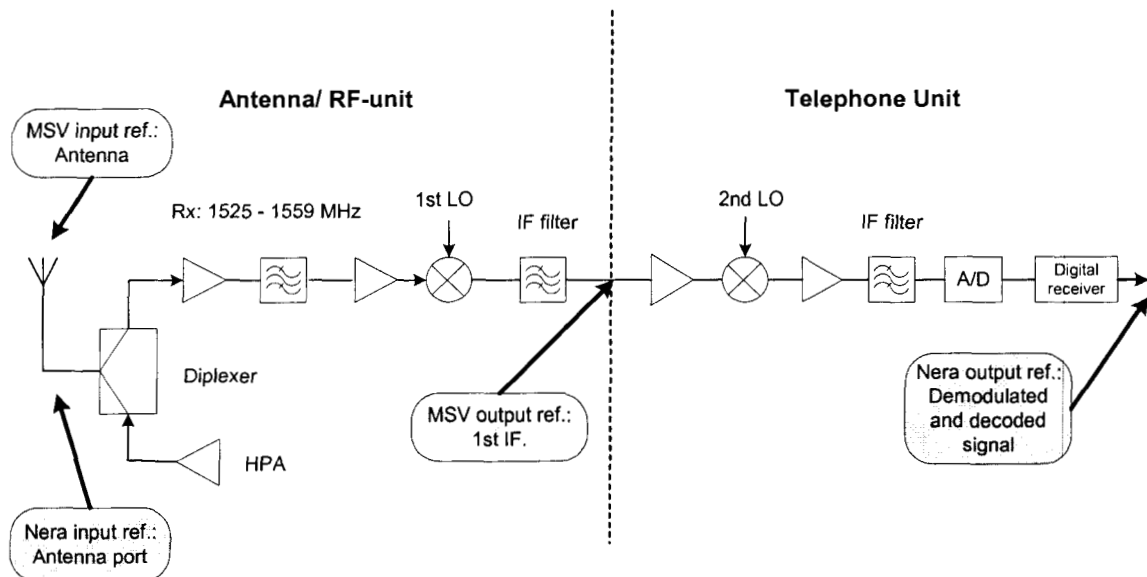 Antenna/ RF-unit
Telephone Unit
MSV input ref.:
Antenna
Rx: 1525 - 1559 MHz
1st LO
IF filter
2nd LO
IF filter
A/D
Digital
receiver
Diplexer
HPA
MSV output ref.:
1st IF.
Nera output ref.:
Demodulated
and decoded
signal
Nera input ref.:
Antenna port